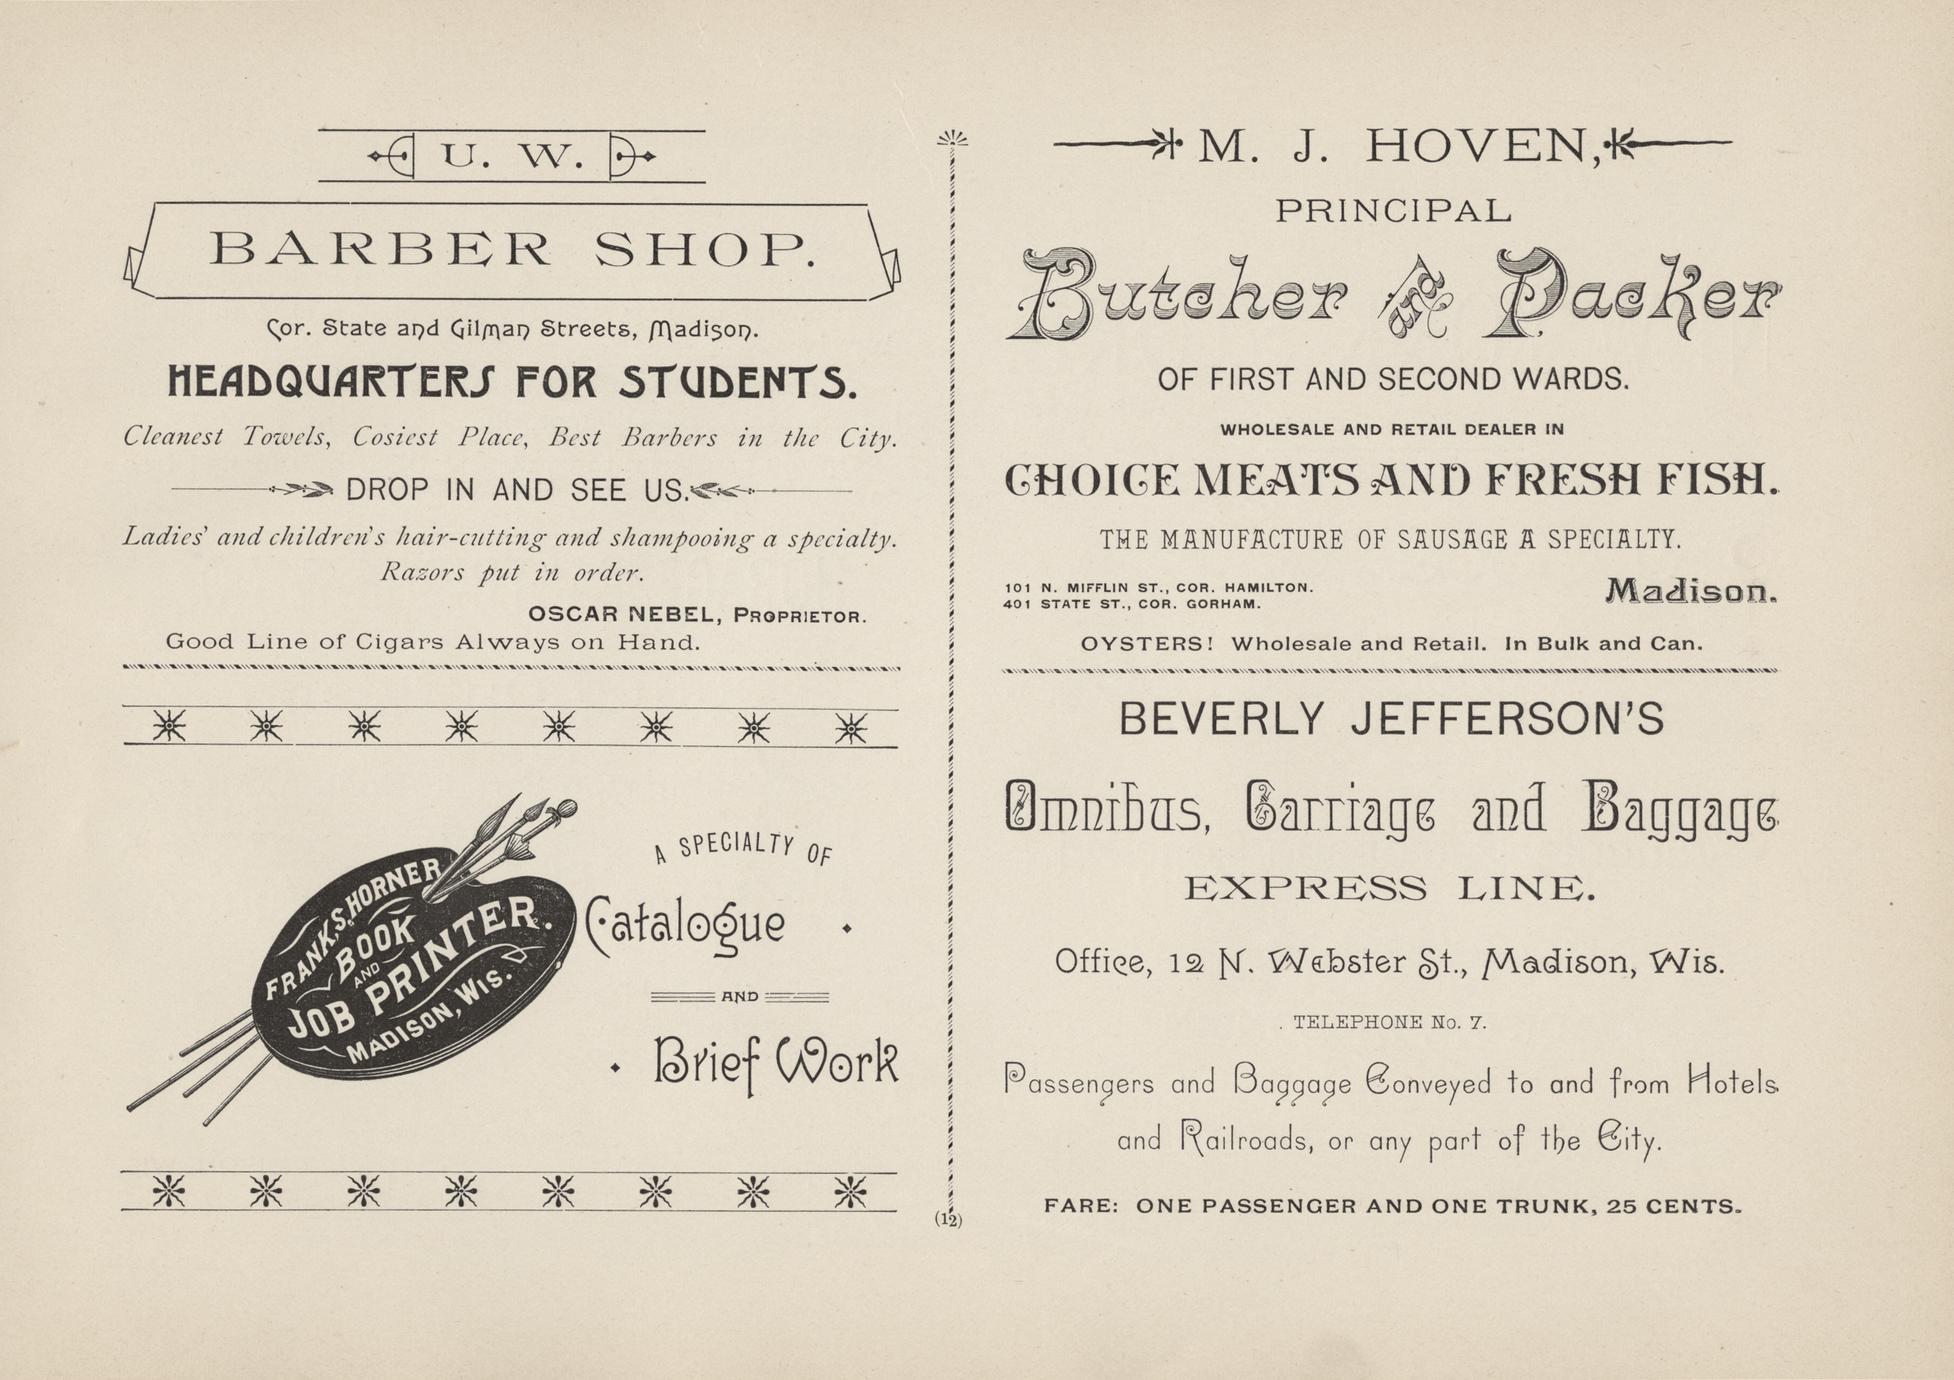 U. W.
BARBER SHOP.
Cor. State and Gilman Streets, Madison.
HEADQUARTERS FOR STUDENTS.
Cleanest Towels, Cosiest Place, Best Barbers in the City.
DROP IN AND SEE US.
Ladies' and children's hair-cutting and shampooing a specialty.
Razors put in order.
OSCAR NEBEL, PROPRIETOR.
Good Line of Cigars Always on Hand.
FRANK S. HORNER
BOOK
AND
JOB PRINTER.
MADISON, WIS.
A SPECIALTY OF
Catalogue
AND
Brief Work
M. J. HOVEN,
PRINCIPAL
Butcher and Packer
OF FIRST AND SECOND WARDS.
WHOLESALE AND RETAIL DEALER IN
CHOICE MEATS AND FRESH FISH.
THE MANUFACTURE OF SAUSAGE A SPECIALTY.
101 N. MIFFLIN ST., COR. HAMILTON.
401 STATE ST., COR. GORHAM.
Madison.
OYSTERS! Wholesale and Retail. In Bulk and Can.
BEVERLY JEFFERSON'S
Omnibus, Carriage and Baggage
EXPRESS LINE.
Office, 12 N. Webster St., Madison, Wis.
TELEPHONE No. 7.
Passengers and Baggage Conveyed to and from Hotels
and Railroads, or any part of the City.
FARE: ONE PASSENGER AND ONE TRUNK, 25 CENTS.
(12)